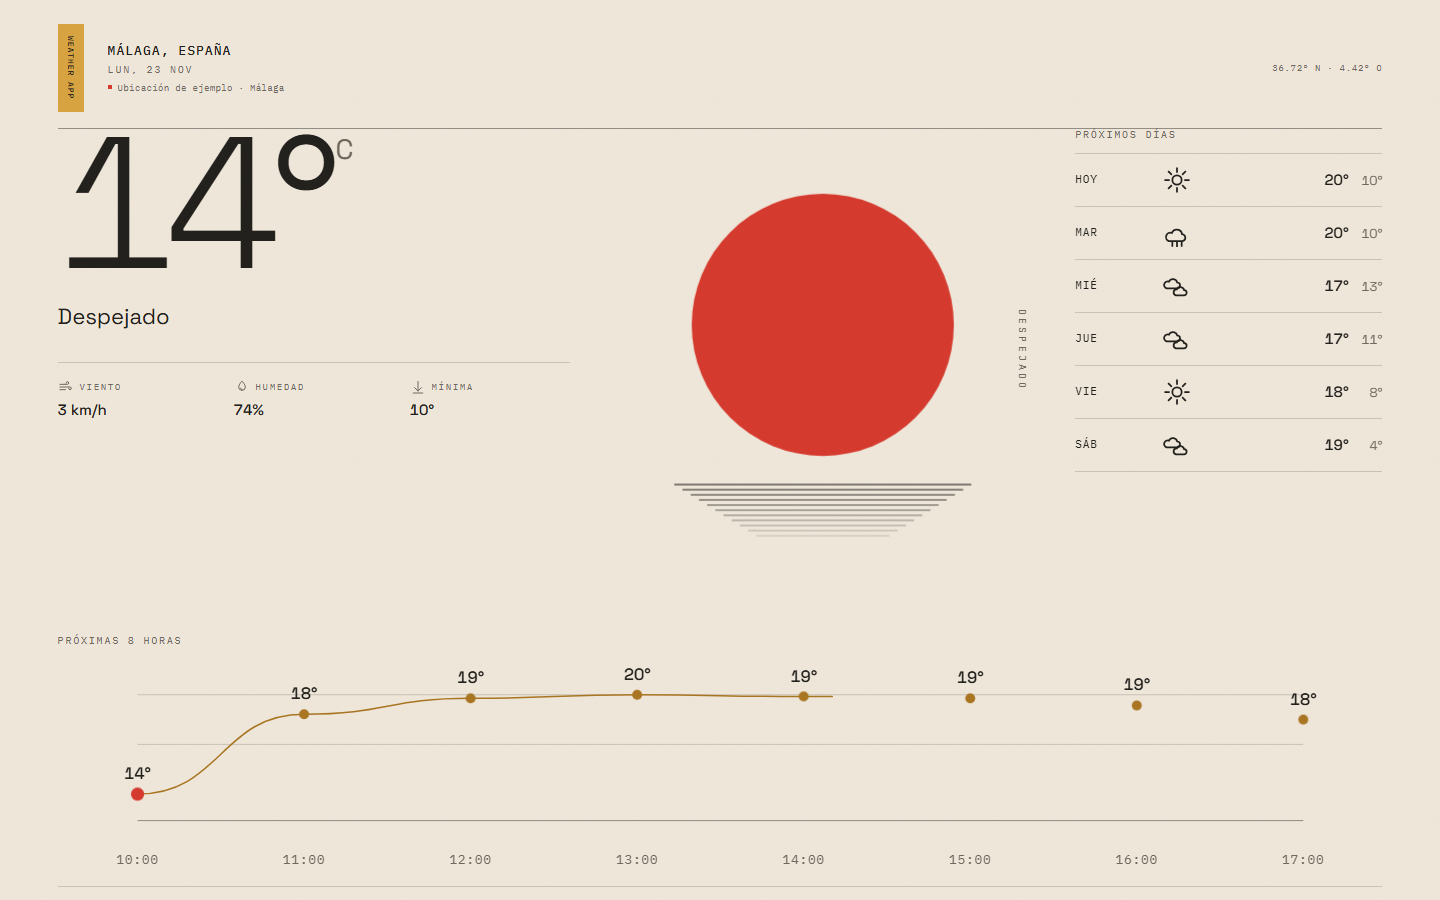 WEATHER APP
MÁLAGA, ESPAÑA
LUN, 23 NOV
Ubicación de ejemplo · Málaga
36.72° N · 4.42° O
14°C
Despejado
VIENTO
3 km/h
HUMEDAD
74%
MÍNIMA
10°
DESPEJADO
PRÓXIMOS DÍAS
HOY 20° 10°
MAR 20° 10°
MIÉ 17° 13°
JUE 17° 11°
VIE 18° 8°
SÁB 19° 4°
PRÓXIMAS 8 HORAS
14° 18° 19° 20° 19° 19° 19° 18°
10:00 11:00 12:00 13:00 14:00 15:00 16:00 17:00